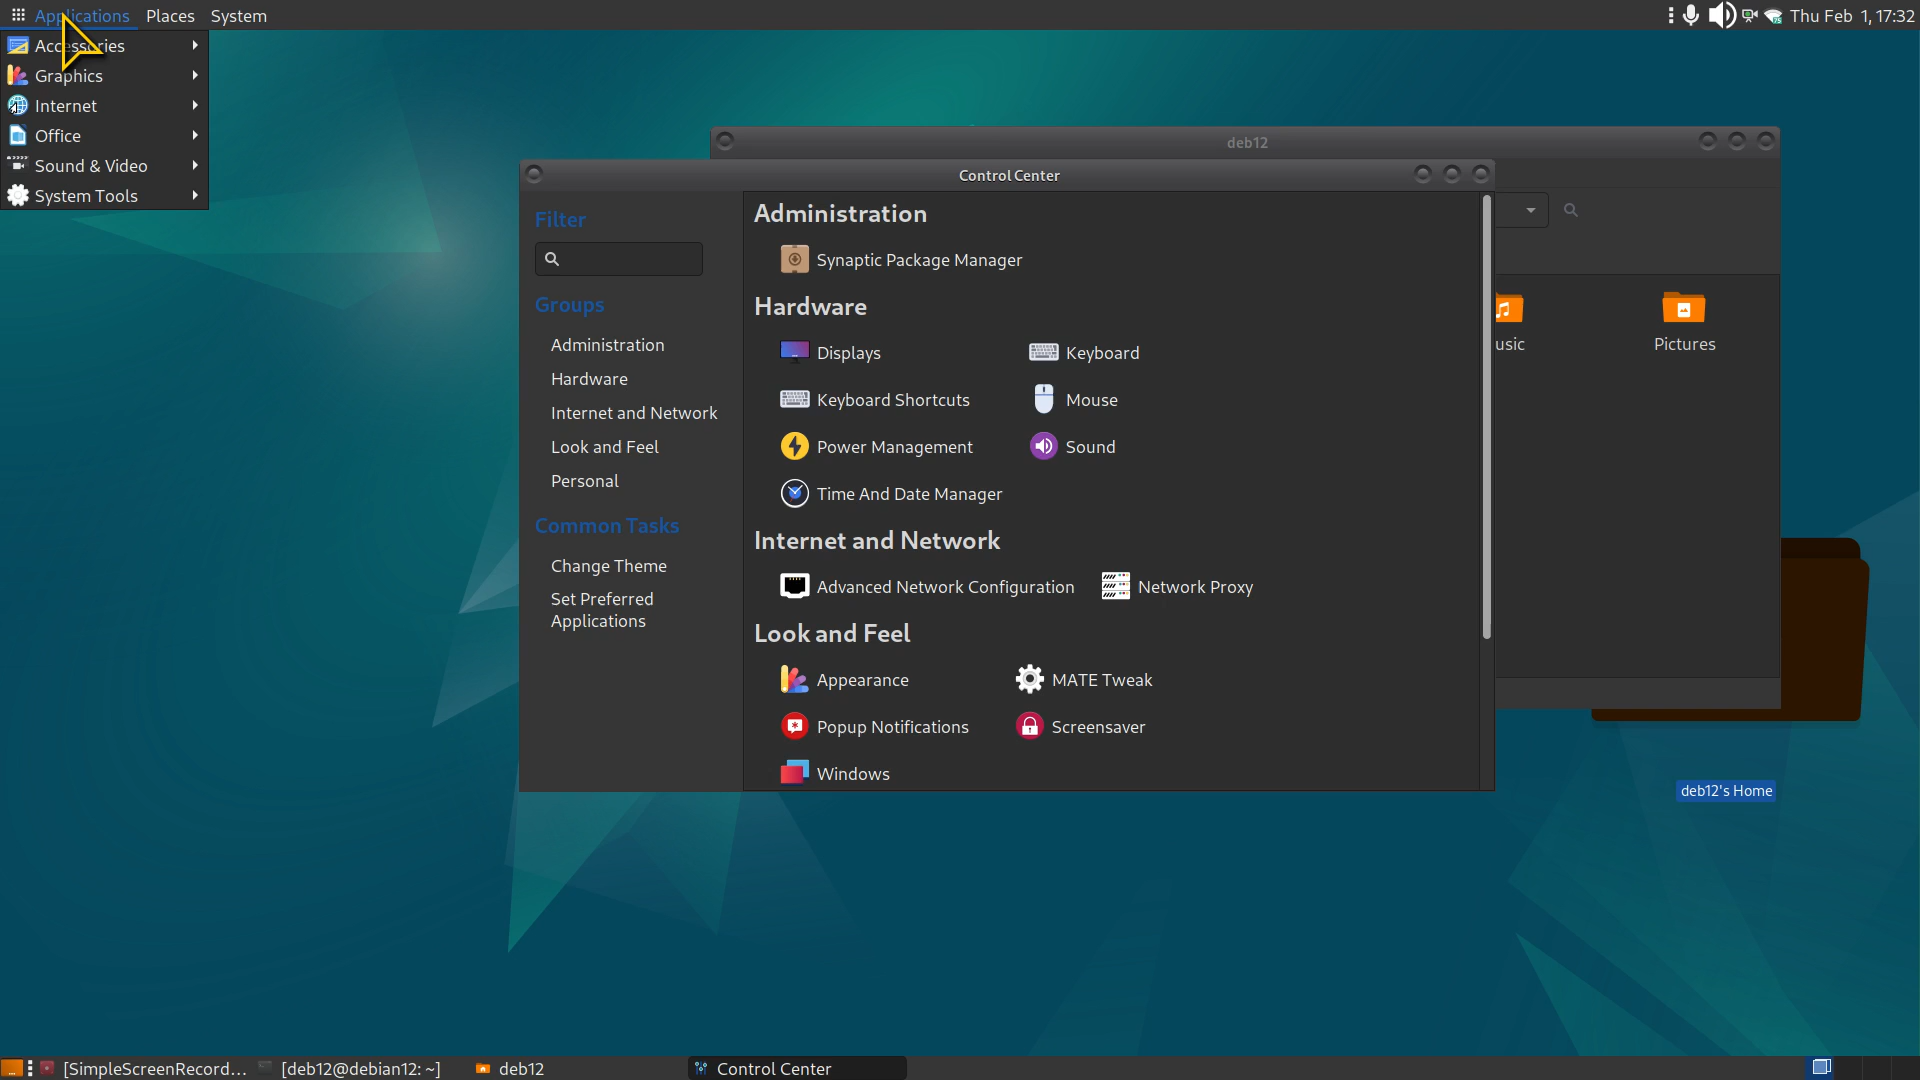 Applications Places System
Thu Feb 1, 17:32
Accessories
Graphics
Internet
Office
Sound & Video
System Tools
deb12
Control Center
Filter
Groups
Administration
Hardware
Internet and Network
Look and Feel
Personal
Common Tasks
Change Theme
Set Preferred
Applications
Administration
Synaptic Package Manager
Hardware
Displays
Keyboard
Keyboard Shortcuts
Mouse
Power Management
Sound
Time And Date Manager
Internet and Network
Advanced Network Configuration
Network Proxy
Look and Feel
Appearance
MATE Tweak
Popup Notifications
Screensaver
Windows
usic
Pictures
deb12's Home
[SimpleScreenRecord...
[deb12@debian12: ~]
deb12
Control Center